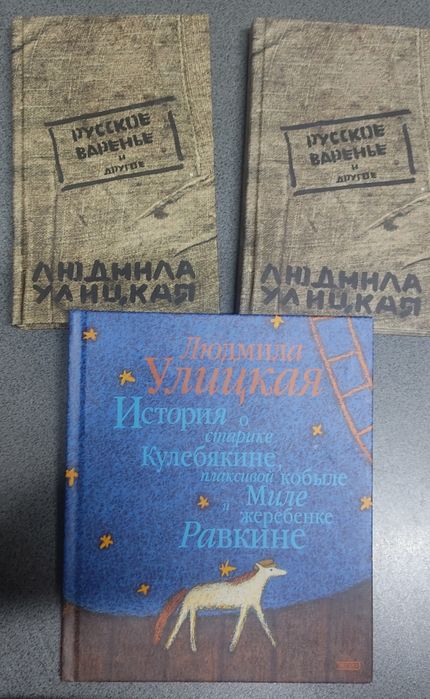 РУССКОЕ
ВАРЕНЬЕ
И
ДРУГОЕ
ЛЮДМИЛА
УЛИЦКАЯ
РУССКОЕ
ВАРЕНЬЕ
И
ДРУГОЕ
ЛЮДМИЛА
УЛИЦКАЯ
Людмила
Улицкая
История о
старике
Кулебякине,
плаксивой кобыле
Миле
и жеребенке
Равкине